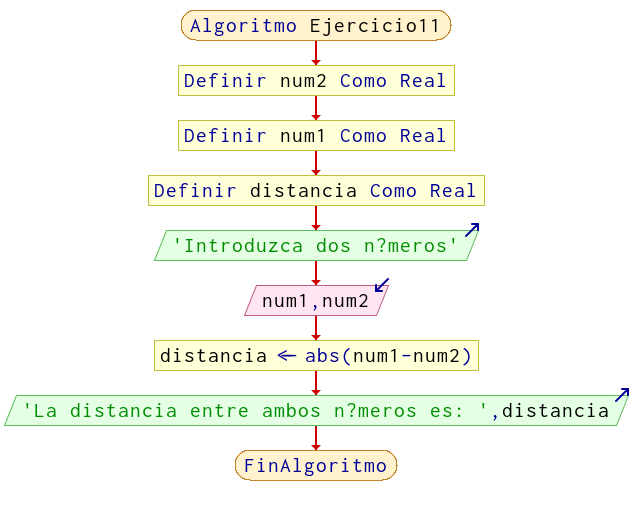 Algoritmo Ejercicio11
Definir num2 Como Real
Definir num1 Como Real
Definir distancia Como Real
'Introduzca dos n?meros'
num1,num2
distancia ← abs(num1-num2)
'La distancia entre ambos n?meros es: ',distancia
FinAlgoritmo